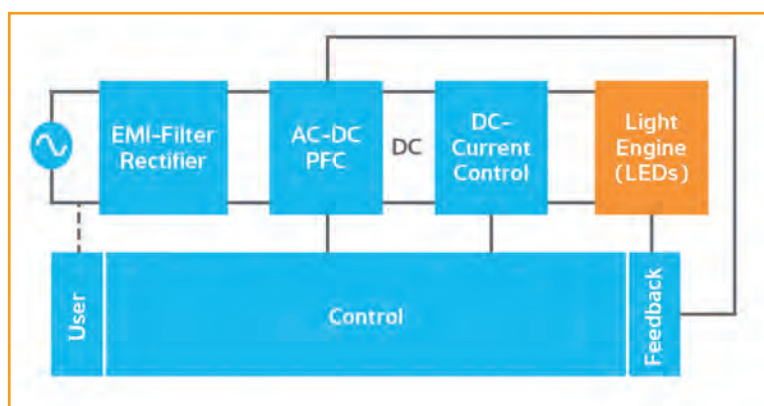 EMI-Filter
Rectifier
AC-DC
PFC
DC
DC-
Current
Control
Light
Engine
(LEDs)
User
Control
Feedback